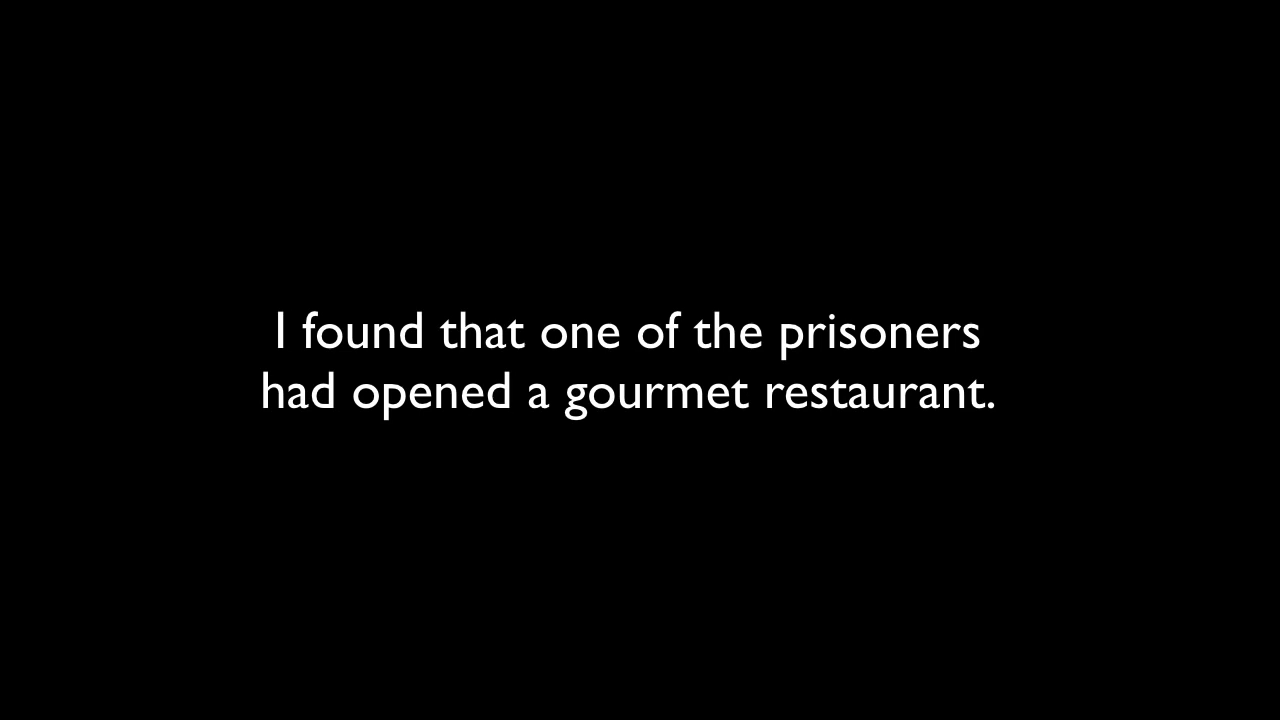 I found that one of the prisoners
had opened a gourmet restaurant.